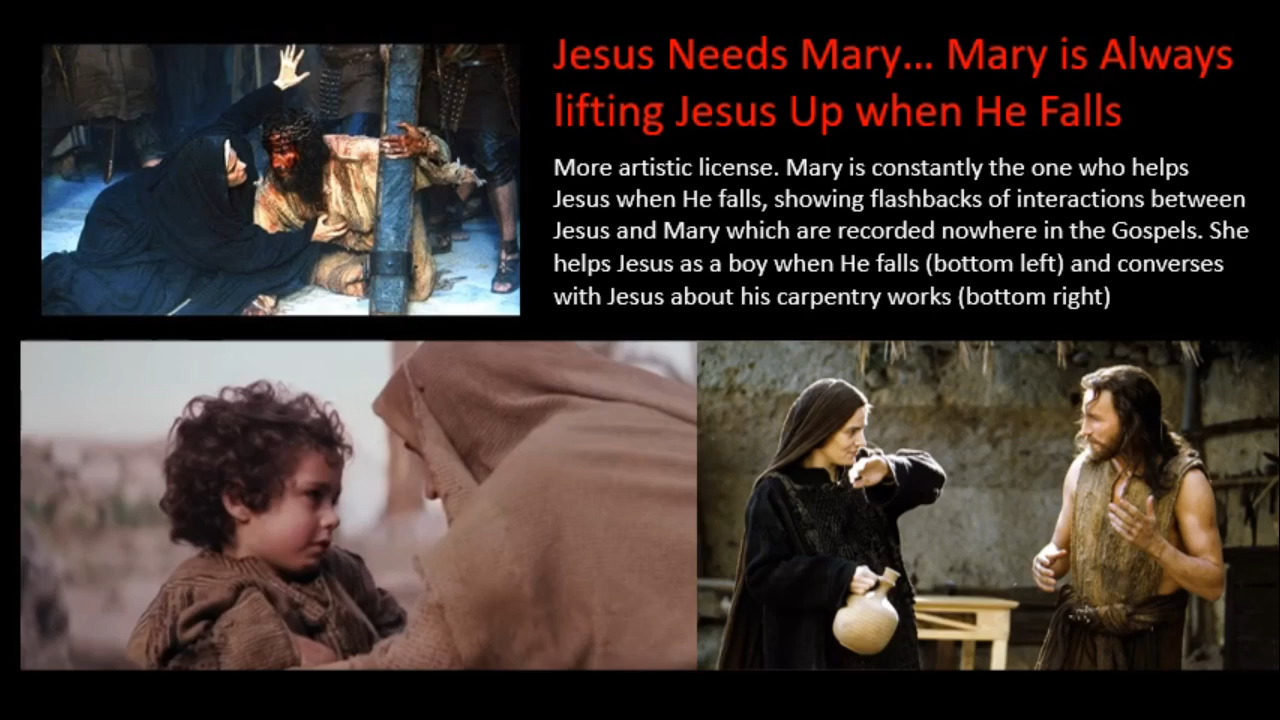 Jesus Needs Mary... Mary is Always
lifting Jesus Up when He Falls
More artistic license. Mary is constantly the one who helps
Jesus when He falls, showing flashbacks of interactions between
Jesus and Mary which are recorded nowhere in the Gospels. She
helps Jesus as a boy when He falls (bottom left) and converses
with Jesus about his carpentry works (bottom right)